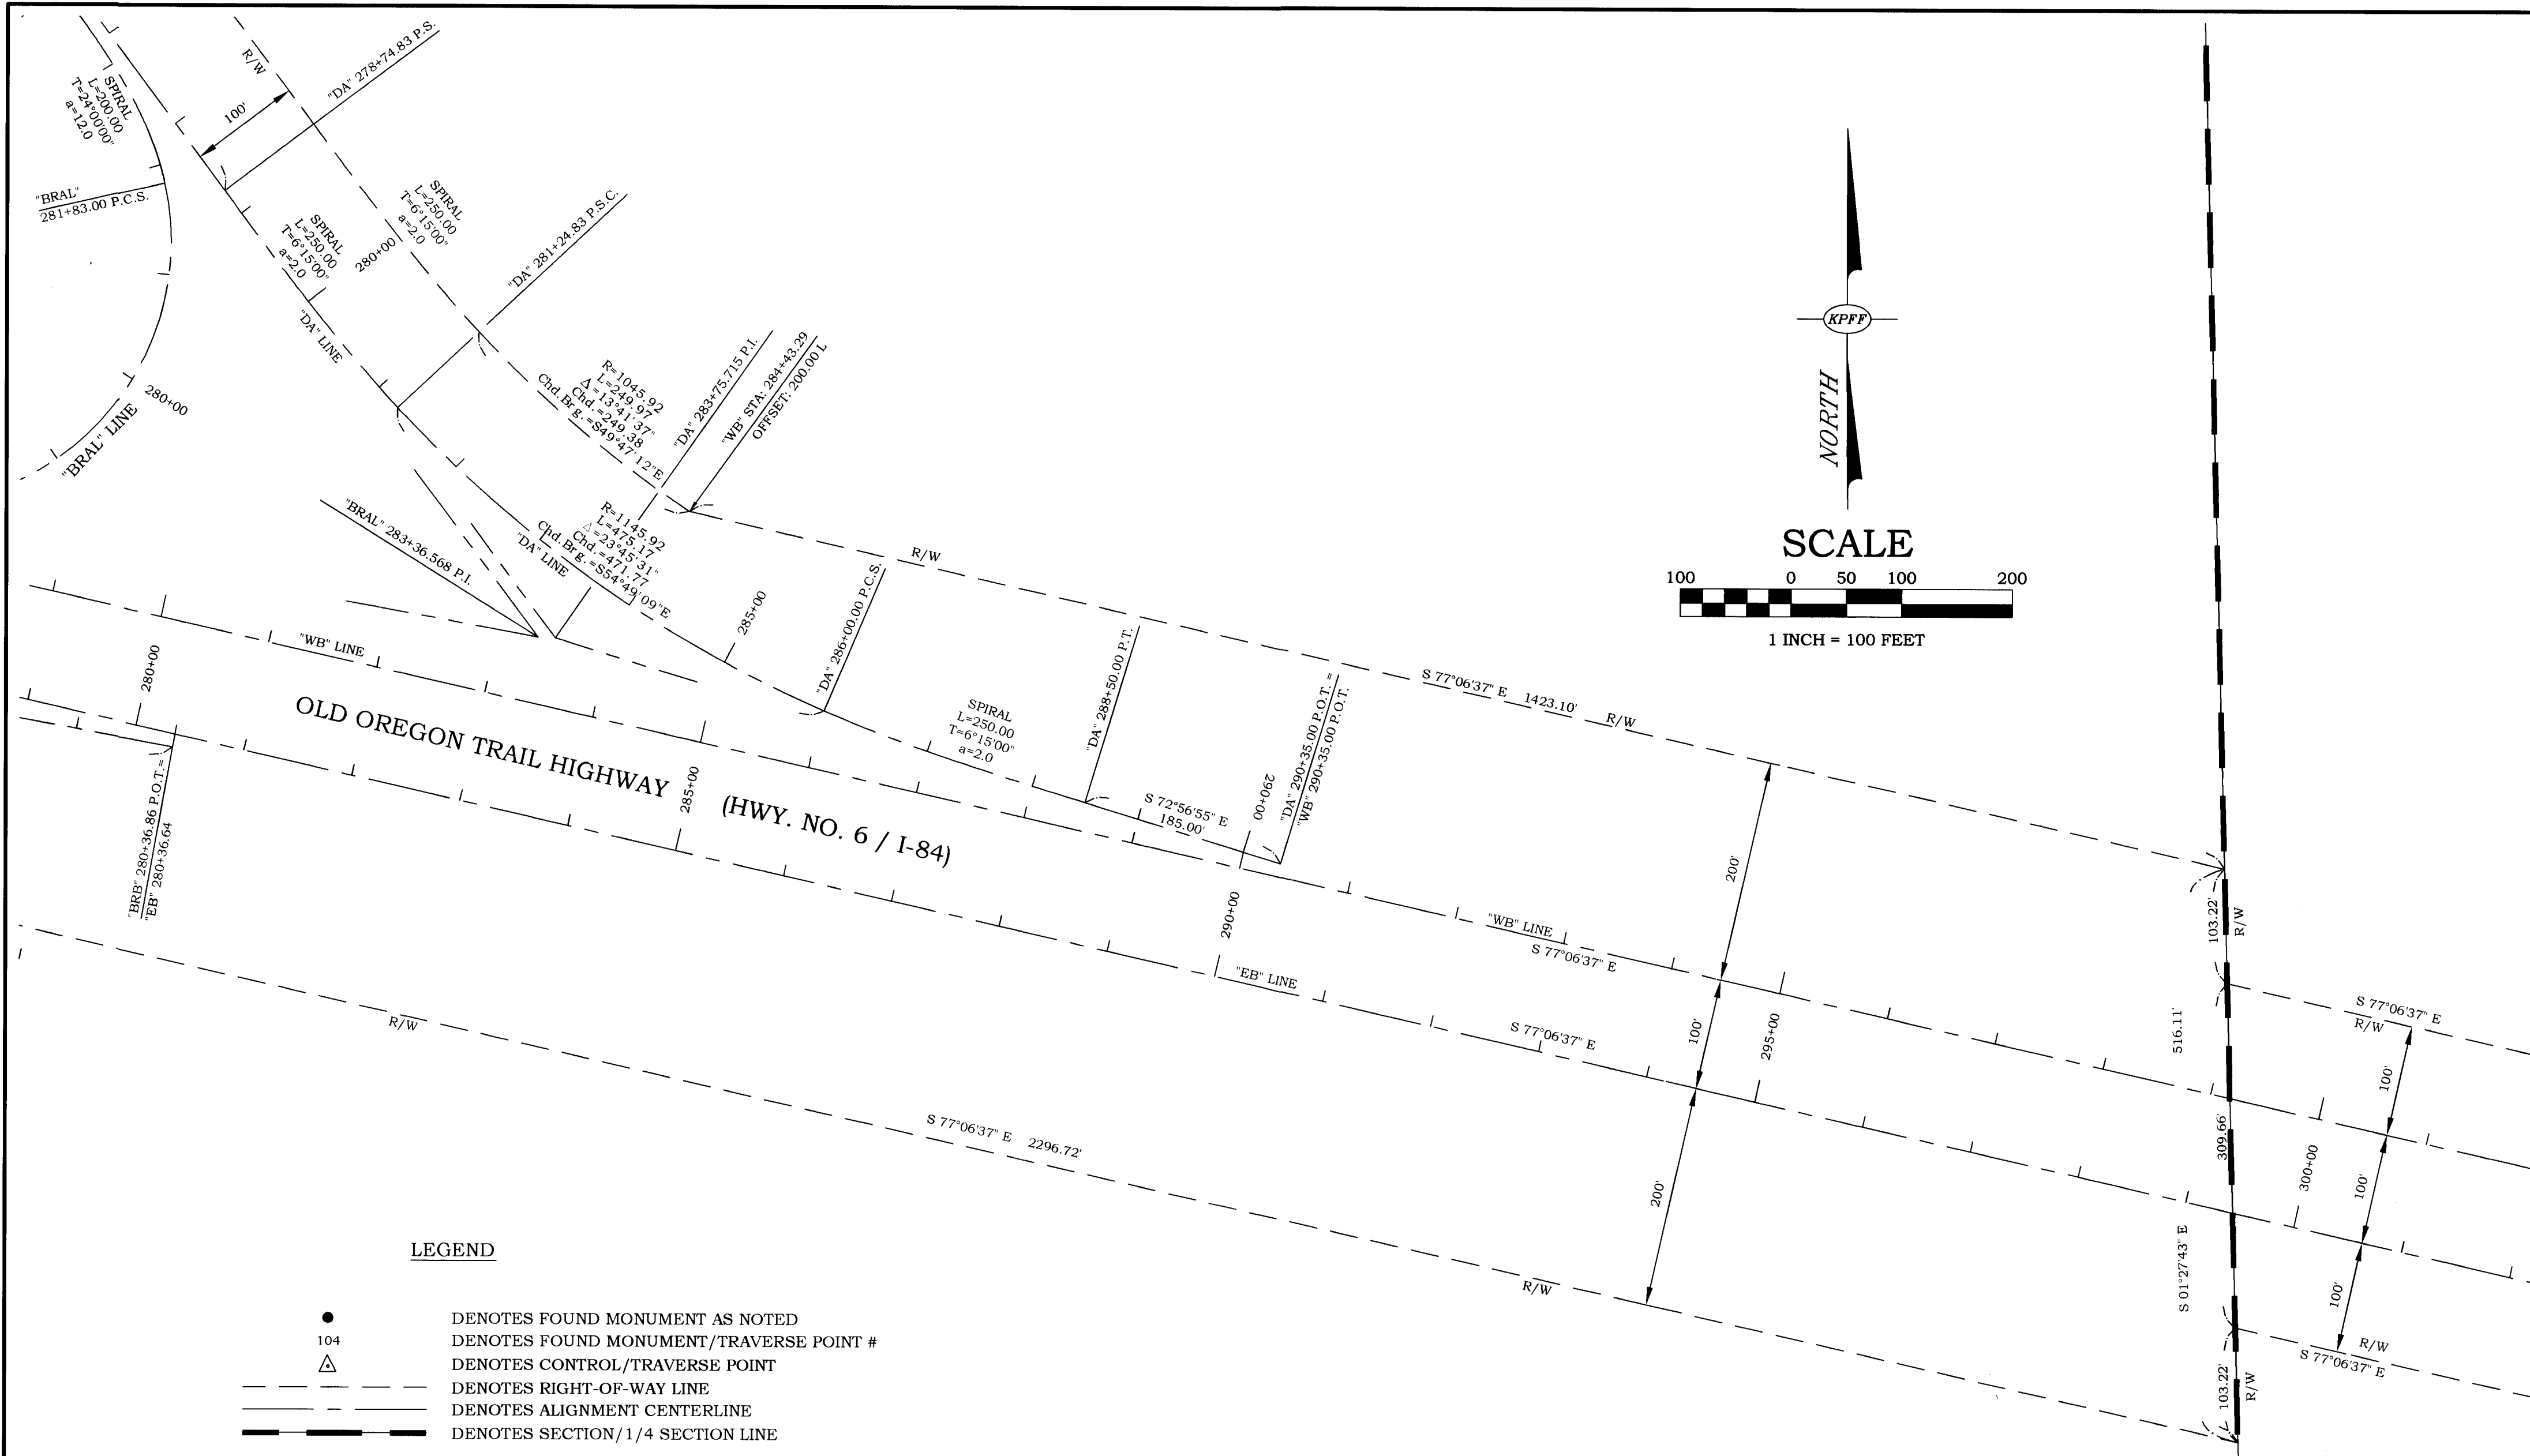 R/W
100'
"DA" 278+74.83 P.S.
SPIRAL
L=200.00
T=24°00'00"
a=12.0
"BRAL"
281+83.00 P.C.S.
SPIRAL
L=250.00
T=6°15'00"
a=2.0
SPIRAL
L=250.00
T=6°15'00"
a=2.0
280+00
"DA" 281+24.83 P.S.C.
"DA" LINE
280+00
"BRAL" LINE
R=1045.92
L=249.97
Δ=13°41'37"
Chd.=249.38
Chd. Brg.=S49°47'12"E
"DA" 283+75.715 P.I.
"WB" STA: 284+43.29
OFFSET: 200.00 L
"BRAL" 283+36.568 P.I.
R=1145.92
L=475.17
Δ=23°45'31"
Chd.=471.77
Chd. Brg.=S54°49'09"E
"DA" LINE
R/W
285+00
"DA" 286+00.00 P.C.S.
SPIRAL
L=250.00
T=6°15'00"
a=2.0
"DA" 288+50.00 P.T.
S 72°56'55" E
185.00'
290+00
"DA" 290+35.00 P.O.T. =
"WB" 290+35.00 P.O.T.
KPFF
NORTH
SCALE
100 0 50 100 200
1 INCH = 100 FEET
S 77°06'37" E 1423.10' R/W
280+00
"WB" LINE
OLD OREGON TRAIL HIGHWAY (HWY. NO. 6 / I-84)
285+00
"BRB" 280+36.86 P.O.T.=
"EB" 280+36.64
290+00
"WB" LINE
S 77°06'37" E
"EB" LINE
S 77°06'37" E
200'
100'
200'
295+00
R/W
S 77°06'37" E 2296.72'
R/W
103.22'
R/W
516.11'
309.66'
S 01°27'43" E
103.22'
R/W
S 77°06'37" E
R/W
100'
100'
100'
300+00
R/W
S 77°06'37" E
LEGEND
DENOTES FOUND MONUMENT AS NOTED
104 DENOTES FOUND MONUMENT/TRAVERSE POINT #
DENOTES CONTROL/TRAVERSE POINT
DENOTES RIGHT-OF-WAY LINE
DENOTES ALIGNMENT CENTERLINE
DENOTES SECTION/1/4 SECTION LINE